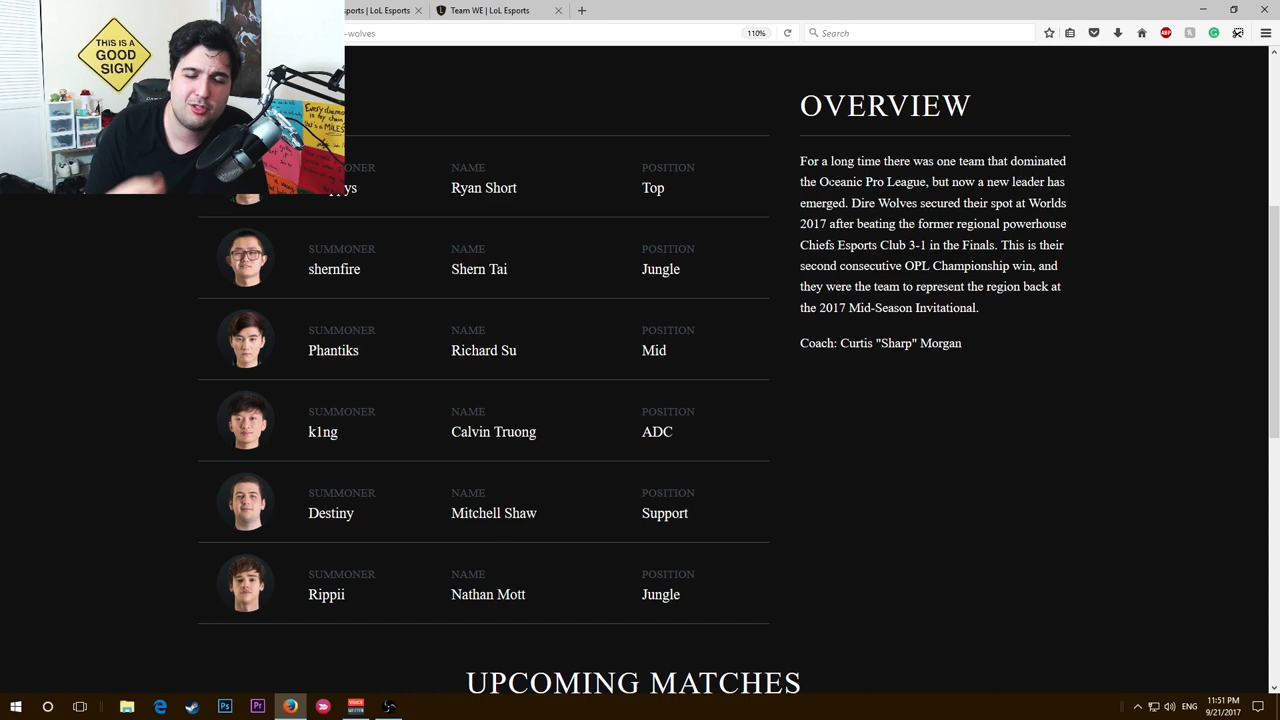 THIS IS A
GOOD
SIGN
Every
MILES
Esports | LoL Esports
Team WE | LoL Esports
-wolves
110%
Search
ABP
OVERVIEW
For a long time there was one team that dominated
the Oceanic Pro League, but now a new leader has
emerged. Dire Wolves secured their spot at Worlds
2017 after beating the former regional powerhouse
Chiefs Esports Club 3-1 in the Finals. This is their
second consecutive OPL Championship win, and
they were the team to represent the region back at
the 2017 Mid-Season Invitational.
Coach: Curtis "Sharp" Morgan
NAME
POSITION
Ryan Short
Top
SUMMONER
NAME
POSITION
shernfire
Shern Tai
Jungle
SUMMONER
NAME
POSITION
Phantiks
Richard Su
Mid
SUMMONER
NAME
POSITION
k1ng
Calvin Truong
ADC
SUMMONER
NAME
POSITION
Destiny
Mitchell Shaw
Support
SUMMONER
NAME
POSITION
Rippii
Nathan Mott
Jungle
UPCOMING MATCHES
Ps
Pr
ENG
11:51 PM
9/21/2017